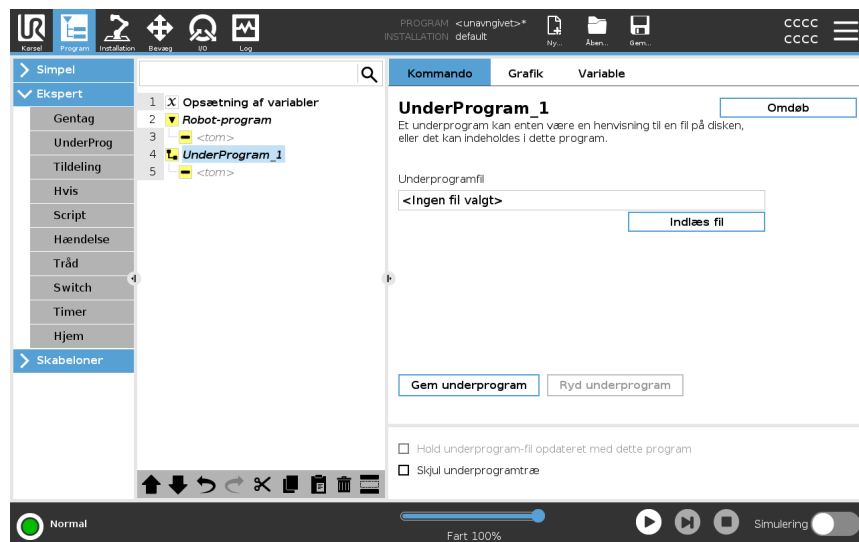 PROGRAM <unavngivet>*
INSTALLATION default
CCCC
CCCC
Kørsel Program Installation Bevæg I/O Log Ny... Åben... Gem...
Simpel
Ekspert
Gentag
UnderProg
Tildeling
Hvis
Script
Hændelse
Tråd
Switch
Timer
Hjem
Skabeloner
1 X Opsætning af variabler
2 Robot-program
3 <tom>
4 UnderProgram_1
5 <tom>
Kommando Grafik Variable
UnderProgram_1
Omdøb
Et underprogram kan enten være en henvisning til en fil på disken,
eller det kan indeholdes i dette program.
Underprogramfil
<Ingen fil valgt>
Indlæs fil
Gem underprogram Ryd underprogram
Hold underprogram-fil opdateret med dette program
Skjul underprogramtræ
Normal
Fart 100%
Simulering